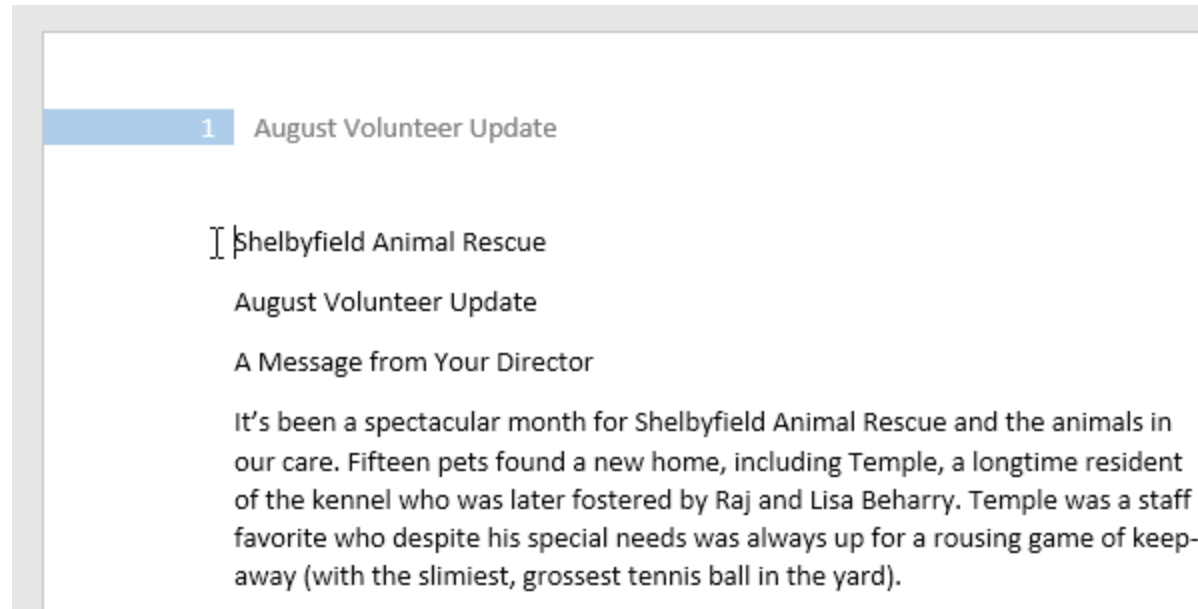 1 August Volunteer Update
Shelbyfield Animal Rescue
August Volunteer Update
A Message from Your Director
It’s been a spectacular month for Shelbyfield Animal Rescue and the animals in
our care. Fifteen pets found a new home, including Temple, a longtime resident
of the kennel who was later fostered by Raj and Lisa Beharry. Temple was a staff
favorite who despite his special needs was always up for a rousing game of keep-
away (with the slimiest, grossest tennis ball in the yard).